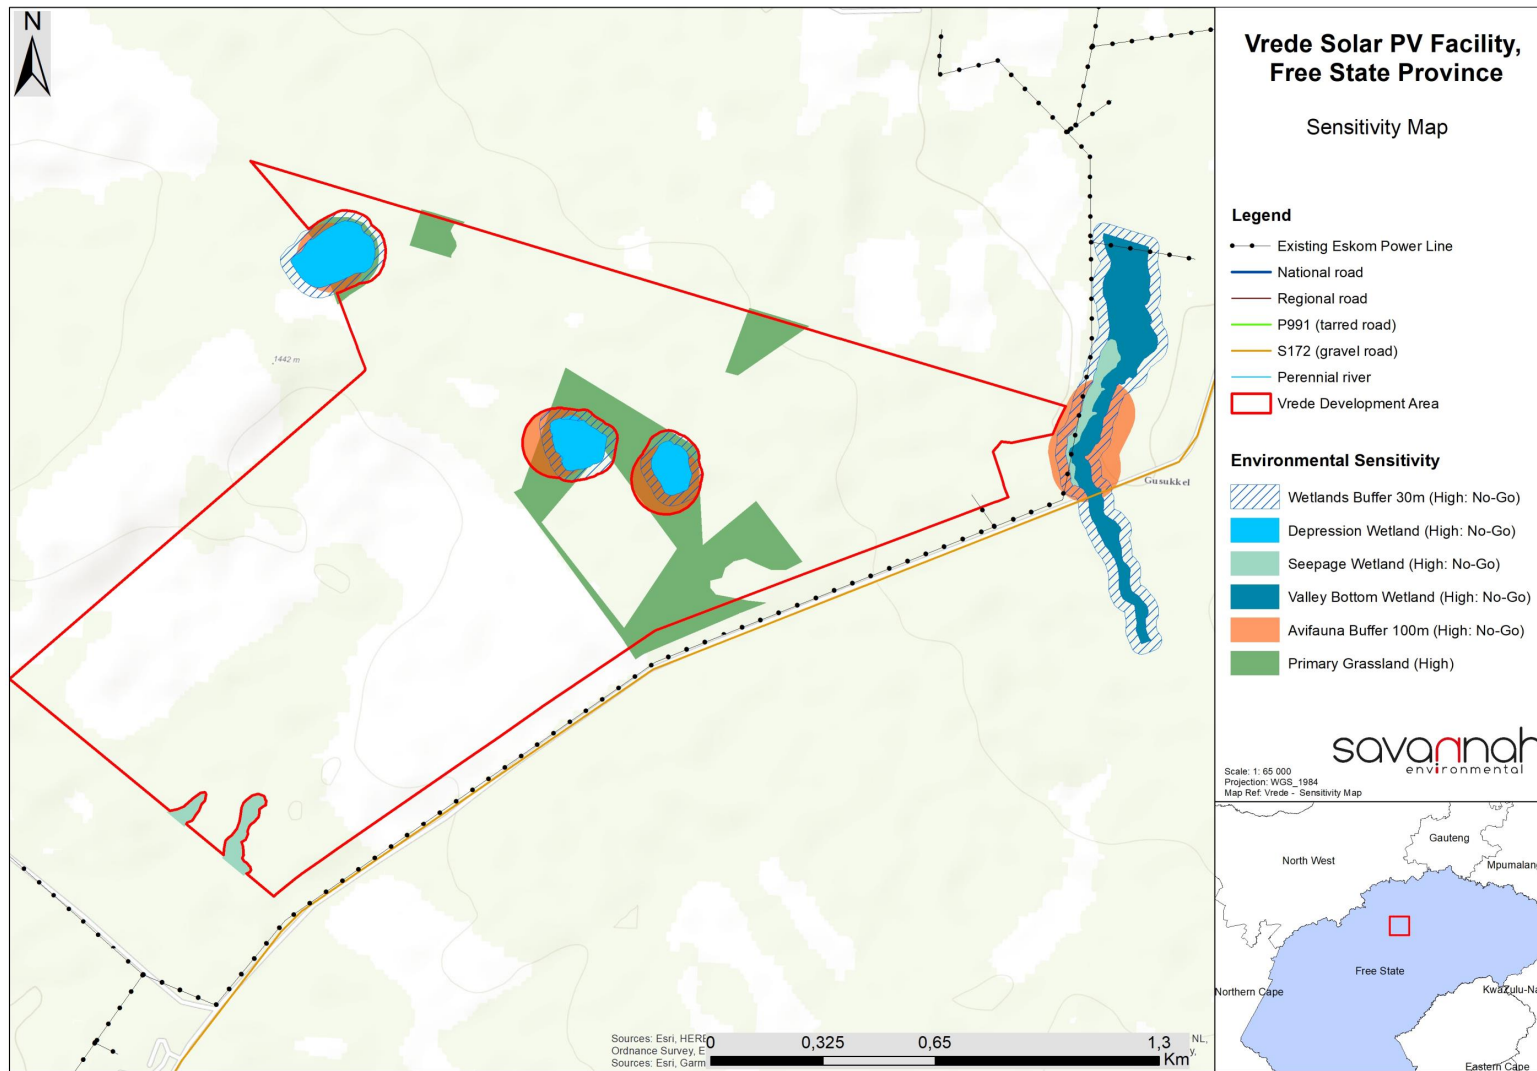 N
1442 m
Gusukkel
Sources: Esri, HERE
NL,
Ordnance Survey, E
y,
Sources: Esri, Garm
0 0,325 0,65 1,3
Km
Vrede Solar PV Facility,
Free State Province
Sensitivity Map
Legend
Existing Eskom Power Line
National road
Regional road
P991 (tarred road)
S172 (gravel road)
Perennial river
Vrede Development Area
Environmental Sensitivity
Wetlands Buffer 30m (High: No-Go)
Depression Wetland (High: No-Go)
Seepage Wetland (High: No-Go)
Valley Bottom Wetland (High: No-Go)
Avifauna Buffer 100m (High: No-Go)
Primary Grassland (High)
savannah
environmental
Scale: 1: 65 000
Projection: WGS_1984
Map Ref: Vrede - Sensitivity Map
Gauteng
North West
Mpumalang
Free State
Northern Cape
KwaZulu-Na
Eastern Cape